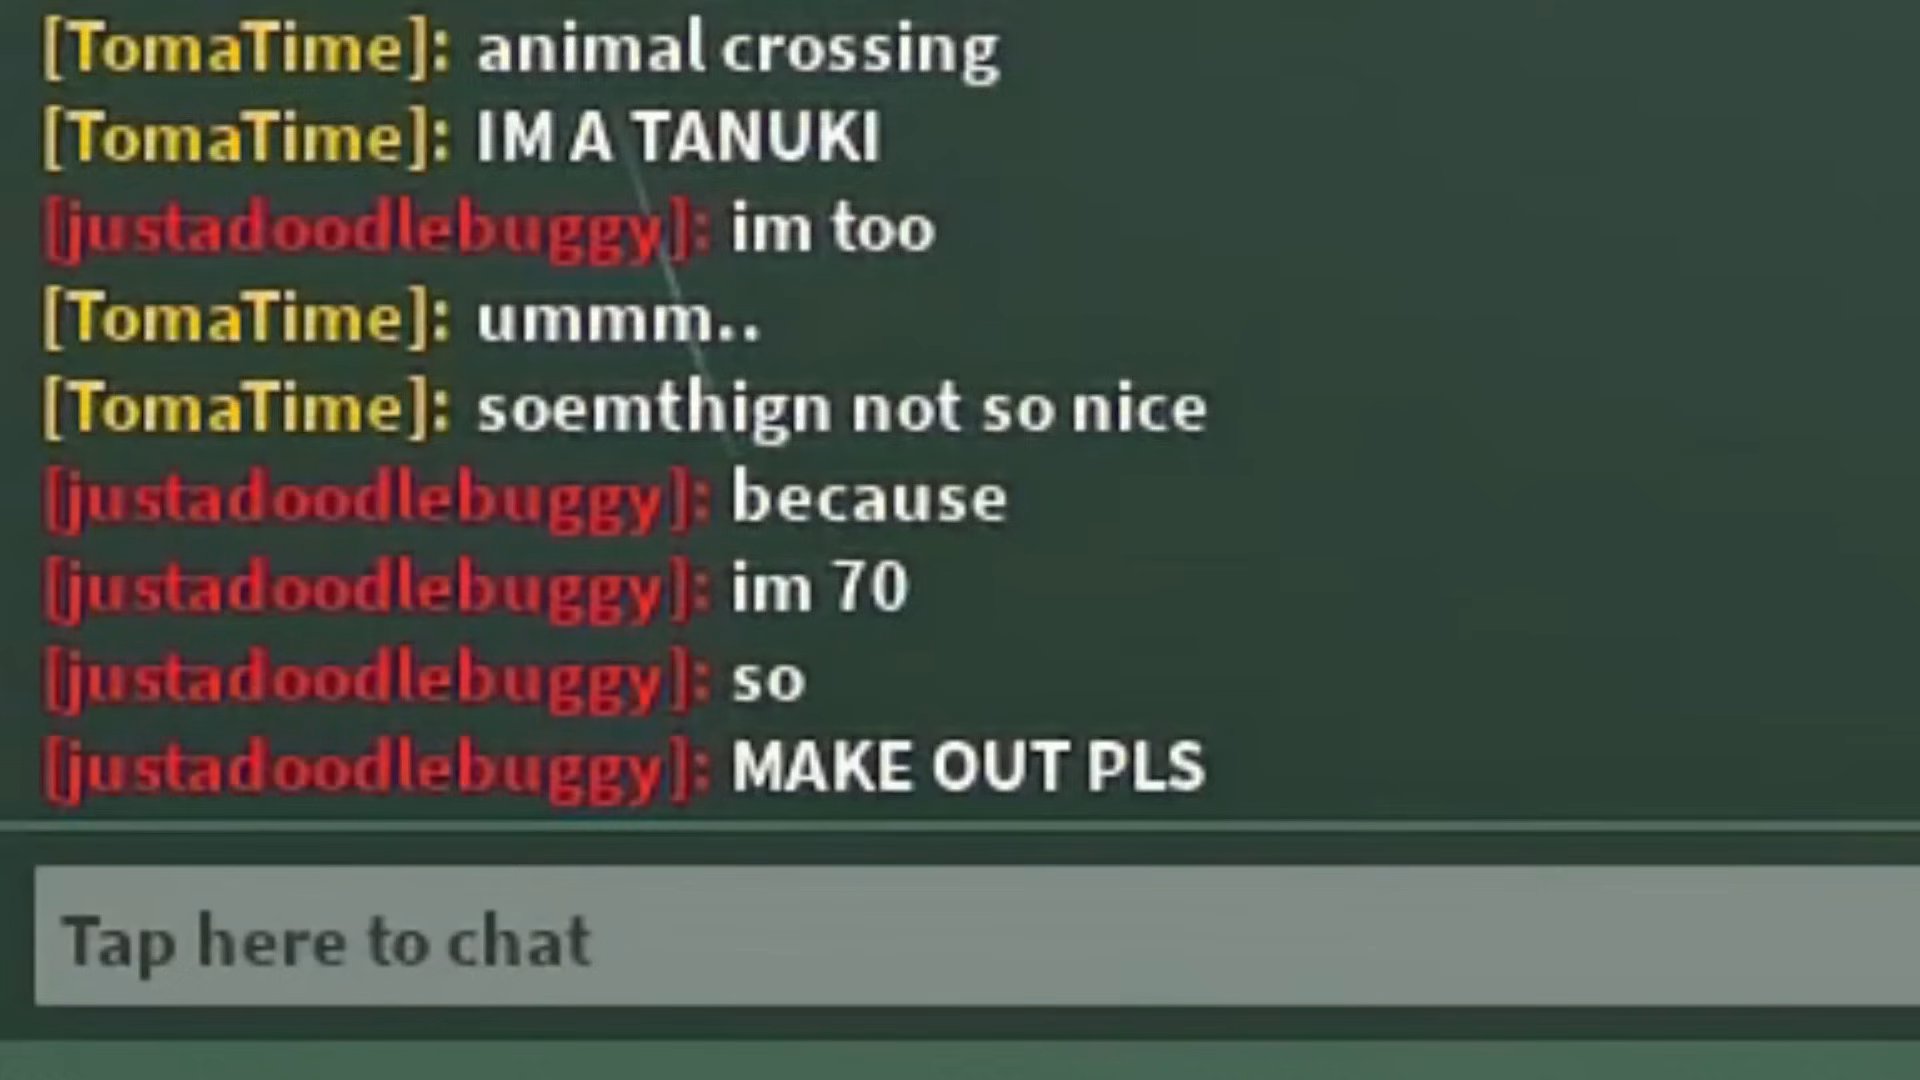 [TomaTime]: animal crossing
[TomaTime]: IM A TANUKI
[justadoodlebuggy]: im too
[TomaTime]: ummm..
[TomaTime]: soemthign not so nice
[justadoodlebuggy]: because
[justadoodlebuggy]: im 70
[justadoodlebuggy]: so
[justadoodlebuggy]: MAKE OUT PLS
Tap here to chat